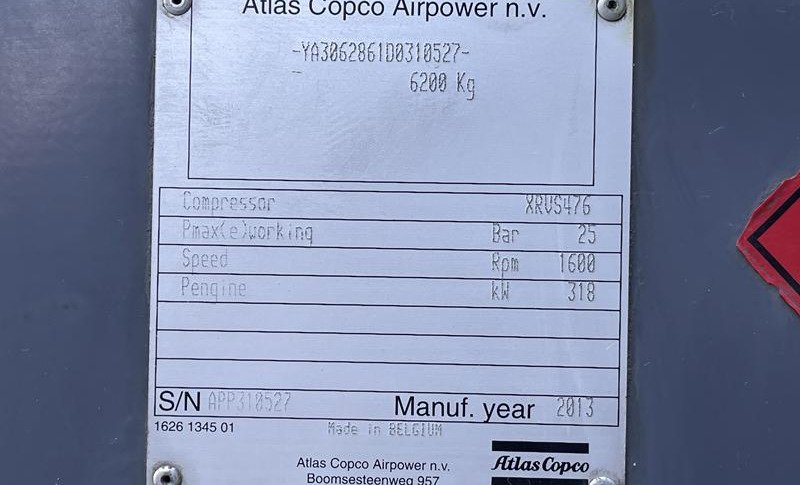 Atlas Copco Airpower n.v.
-YA3062861D0310527-
- 6200 Kg
Compressor XRVS476
Pmax(e)working Bar 25
Speed Rpm 1600
Pengine kW 318
S/N APP310527 Manuf. year 2013
1626 1345 01 Made in BELGIUM
Atlas Copco Airpower n.v. Atlas Copco
Boomsesteenweg 957